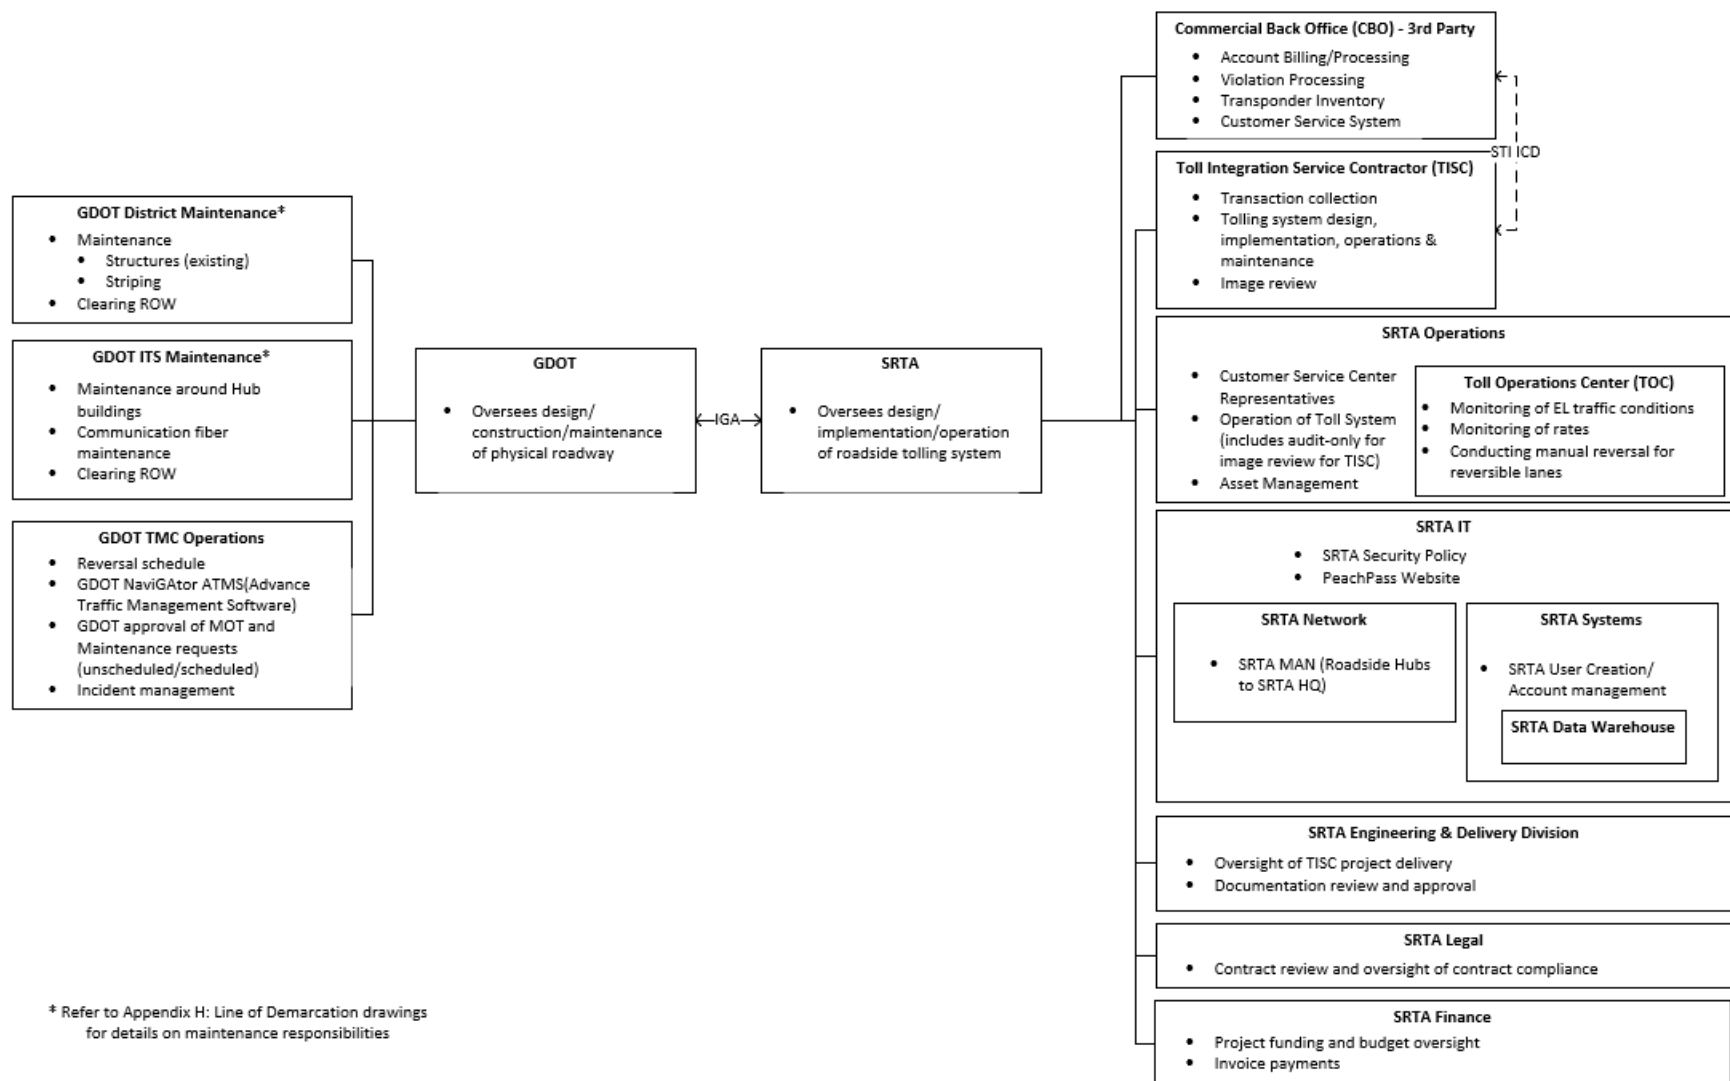 Commercial Back Office (CBO) - 3rd Party
• Account Billing/Processing
• Violation Processing
• Transponder Inventory
• Customer Service System
STI ICD
Toll Integration Service Contractor (TISC)
• Transaction collection
• Tolling system design,
implementation, operations &
maintenance
• Image review
GDOT District Maintenance*
• Maintenance
• Structures (existing)
• Striping
• Clearing ROW
GDOT ITS Maintenance*
• Maintenance around Hub
buildings
• Communication fiber
maintenance
• Clearing ROW
GDOT TMC Operations
• Reversal schedule
• GDOT NaviGAtor ATMS(Advance
Traffic Management Software)
• GDOT approval of MOT and
Maintenance requests
(unscheduled/scheduled)
• Incident management
GDOT
• Oversees design/
construction/maintenance
of physical roadway
IGA
SRTA
• Oversees design/
implementation/operation
of roadside tolling system
SRTA Operations
• Customer Service Center
Representatives
• Operation of Toll System
(includes audit-only for
image review for TISC)
• Asset Management
Toll Operations Center (TOC)
• Monitoring of EL traffic conditions
• Monitoring of rates
• Conducting manual reversal for
reversible lanes
SRTA IT
• SRTA Security Policy
• PeachPass Website
SRTA Network
• SRTA MAN (Roadside Hubs
to SRTA HQ)
SRTA Systems
• SRTA User Creation/
Account management
SRTA Data Warehouse
SRTA Engineering & Delivery Division
• Oversight of TISC project delivery
• Documentation review and approval
SRTA Legal
• Contract review and oversight of contract compliance
SRTA Finance
• Project funding and budget oversight
• Invoice payments
* Refer to Appendix H: Line of Demarcation drawings
for details on maintenance responsibilities